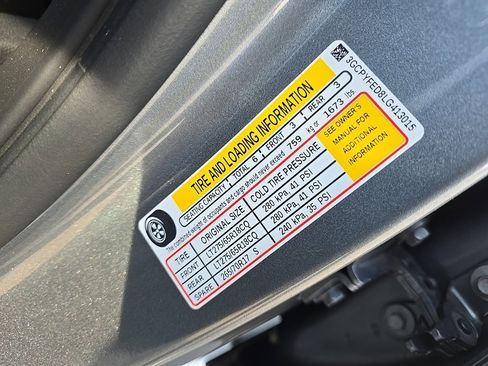 3GCPYFED8LG413015
TIRE AND LOADING INFORMATION
SEATING CAPACITY TOTAL 6 FRONT 3 REAR 3
The combined weight of occupants and cargo should never exceed 759 kg or 1673 lbs
TIRE ORIGINAL SIZE COLD TIRE PRESSURE
FRONT LT275/65R18CQ 280 kPa, 41 PSI
REAR LT275/65R18CQ 280 kPa, 41 PSI
SPARE 265/70R17 S 240 kPa, 35 PSI
SEE OWNER'S
MANUAL FOR
ADDITIONAL
INFORMATION